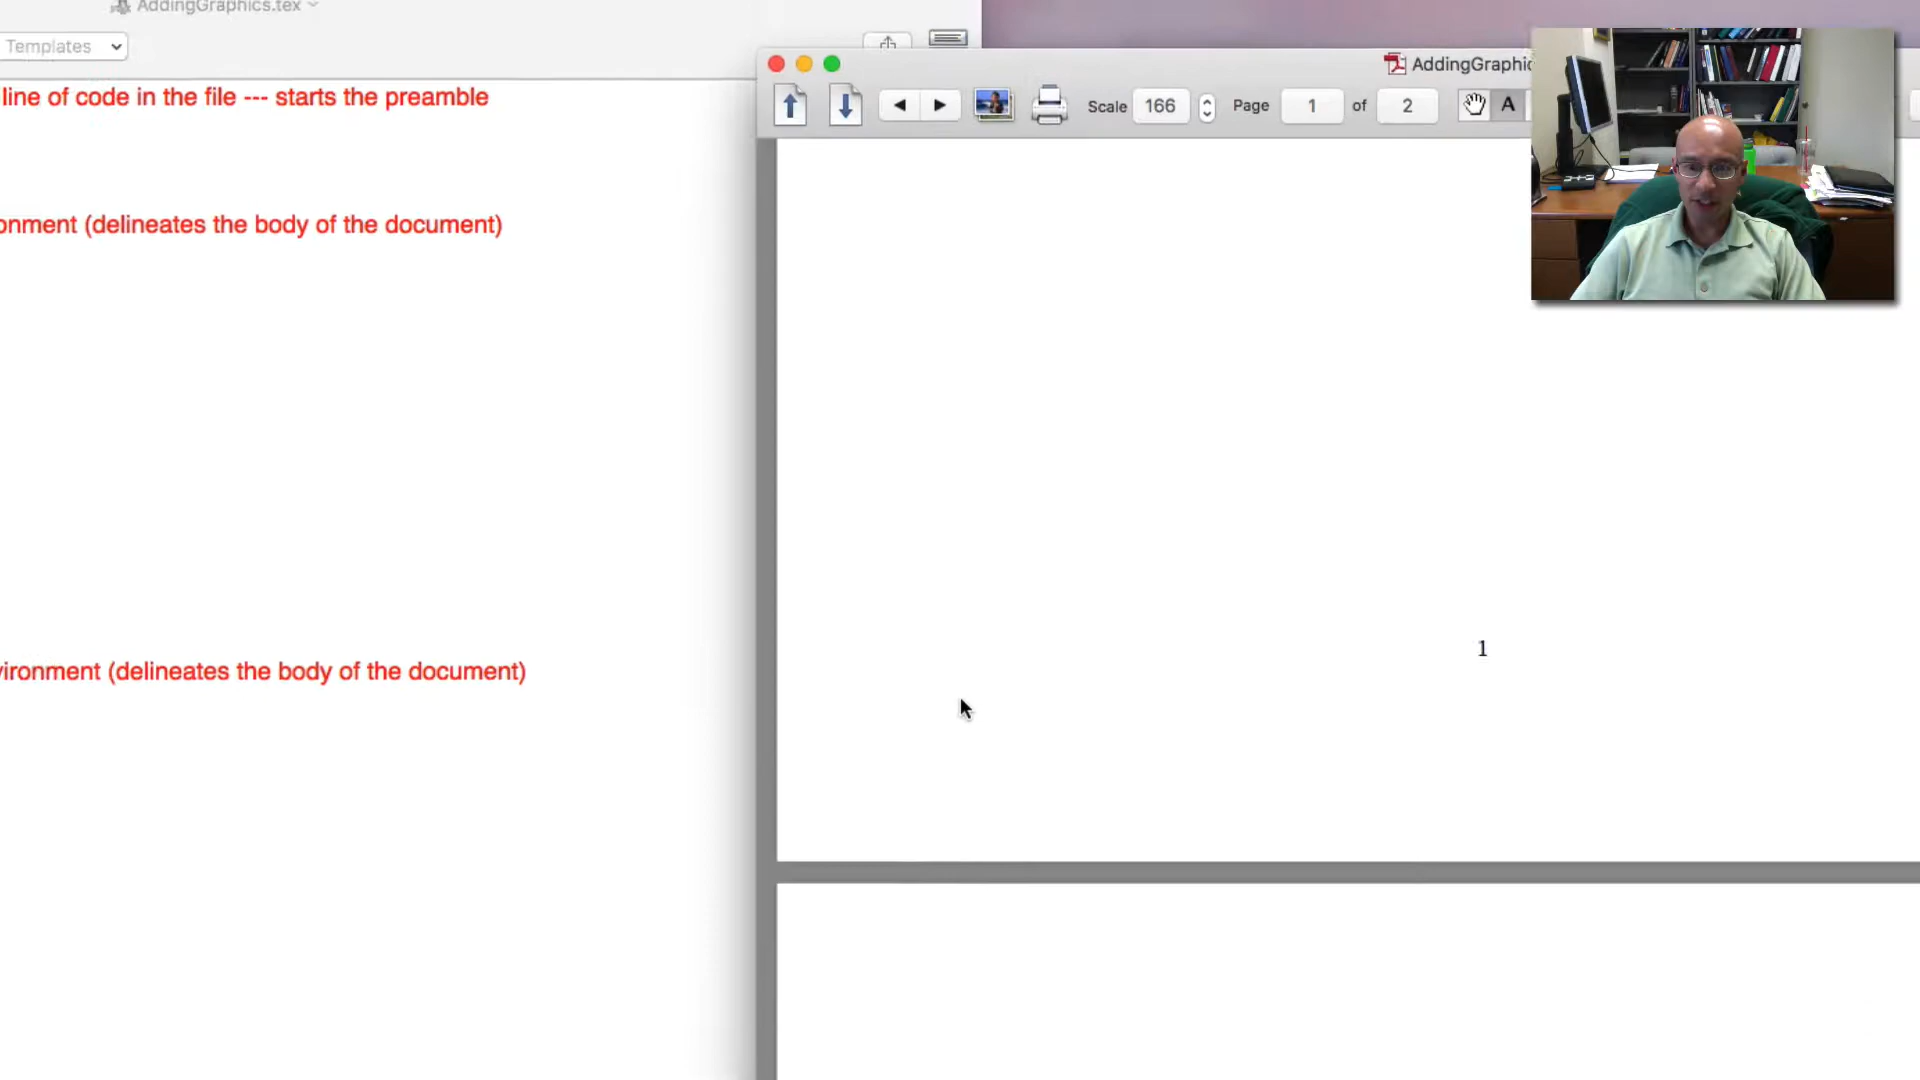 AddingGraphics.tex
Templates
line of code in the file --- starts the preamble
onment (delineates the body of the document)
vironment (delineates the body of the document)
AddingGraphic
Scale 166 Page 1 of 2 A
1